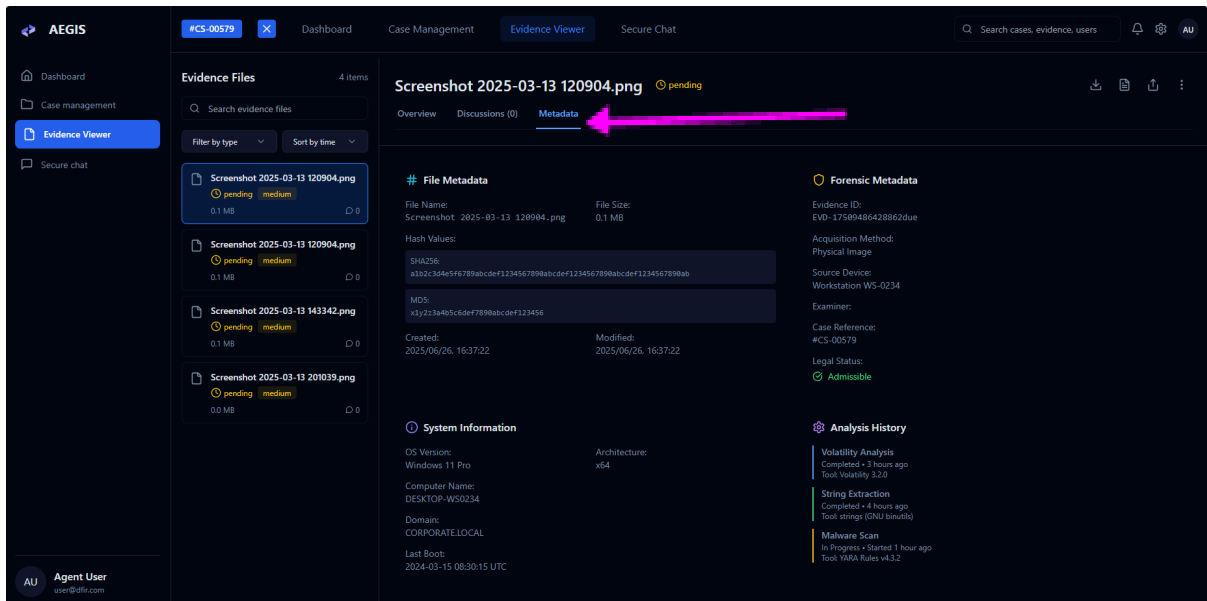 AEGIS
#CS-00579
Dashboard
Case Management
Evidence Viewer
Secure Chat
Search cases, evidence, users
AU
Dashboard
Case management
Evidence Viewer
Secure chat
Evidence Files
4 items
Search evidence files
Filter by type
Sort by time
Screenshot 2025-03-13 120904.png
pending
medium
0.1 MB
0
Screenshot 2025-03-13 120904.png
pending
medium
0.1 MB
0
Screenshot 2025-03-13 143342.png
pending
medium
0.1 MB
0
Screenshot 2025-03-13 201039.png
pending
medium
0.0 MB
0
Screenshot 2025-03-13 120904.png
pending
Overview
Discussions (0)
Metadata
File Metadata
File Name:
Screenshot 2025-03-13 120904.png
File Size:
0.1 MB
Hash Values:
SHA256:
a1b2c3d4e5f6789abcdef1234567890abcdef1234567890abcdef1234567890ab
MD5:
x1y2z3a4b5c6def7890abcdef123456
Created:
2025/06/26, 16:37:22
Modified:
2025/06/26, 16:37:22
Forensic Metadata
Evidence ID:
EVD-17509486428862due
Acquisition Method:
Physical Image
Source Device:
Workstation WS-0234
Examiner:
Case Reference:
#CS-00579
Legal Status:
Admissible
System Information
OS Version:
Windows 11 Pro
Architecture:
x64
Computer Name:
DESKTOP-WS0234
Domain:
CORPORATE.LOCAL
Last Boot:
2024-03-15 08:30:15 UTC
Analysis History
Volatility Analysis
Completed • 3 hours ago
Tool: Volatility 3.2.0
String Extraction
Completed • 4 hours ago
Tool: strings (GNU binutils)
Malware Scan
In Progress • Started 1 hour ago
Tool: YARA Rules v4.3.2
AU
Agent User
user@dfir.com